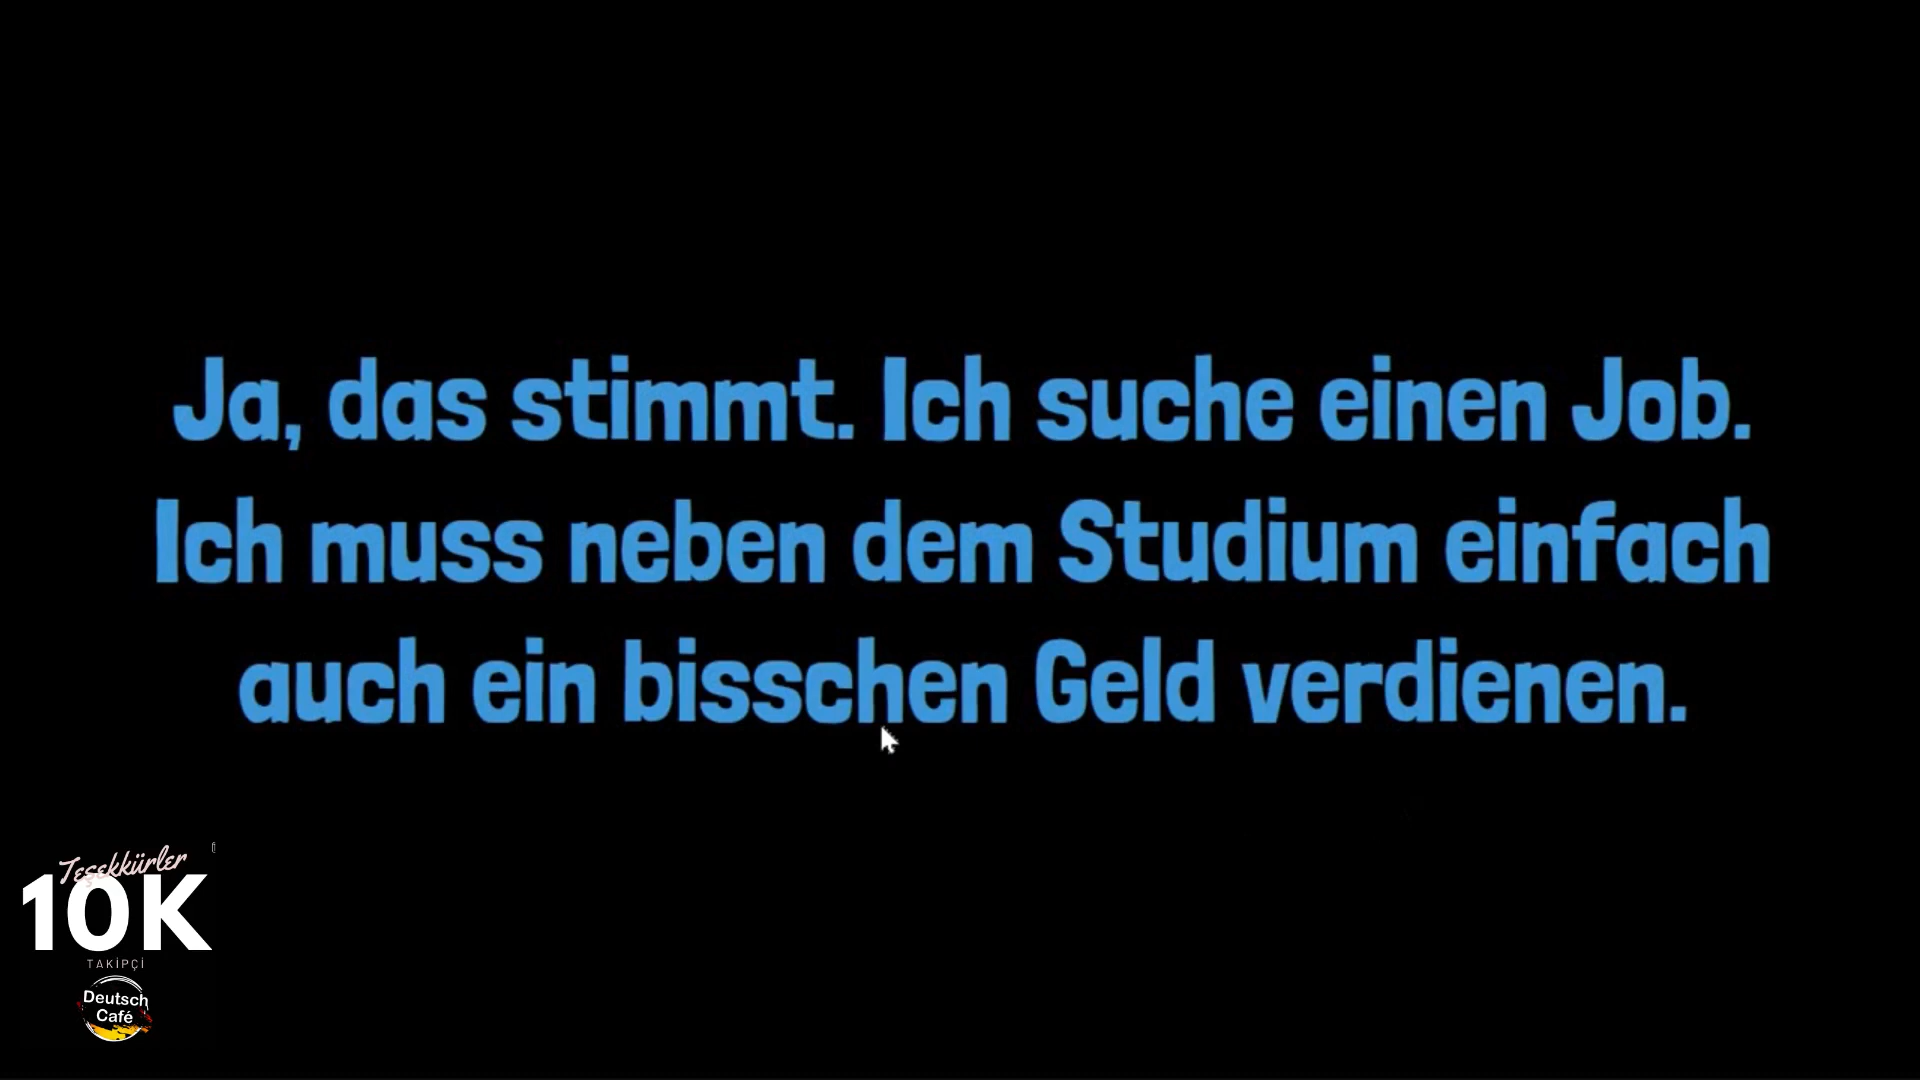 Ja, das stimmt. Ich suche einen Job.
Ich muss neben dem Studium einfach
auch ein bisschen Geld verdienen.
Teşekkürler
10K
TAKİPÇİ
Deutsch
Café